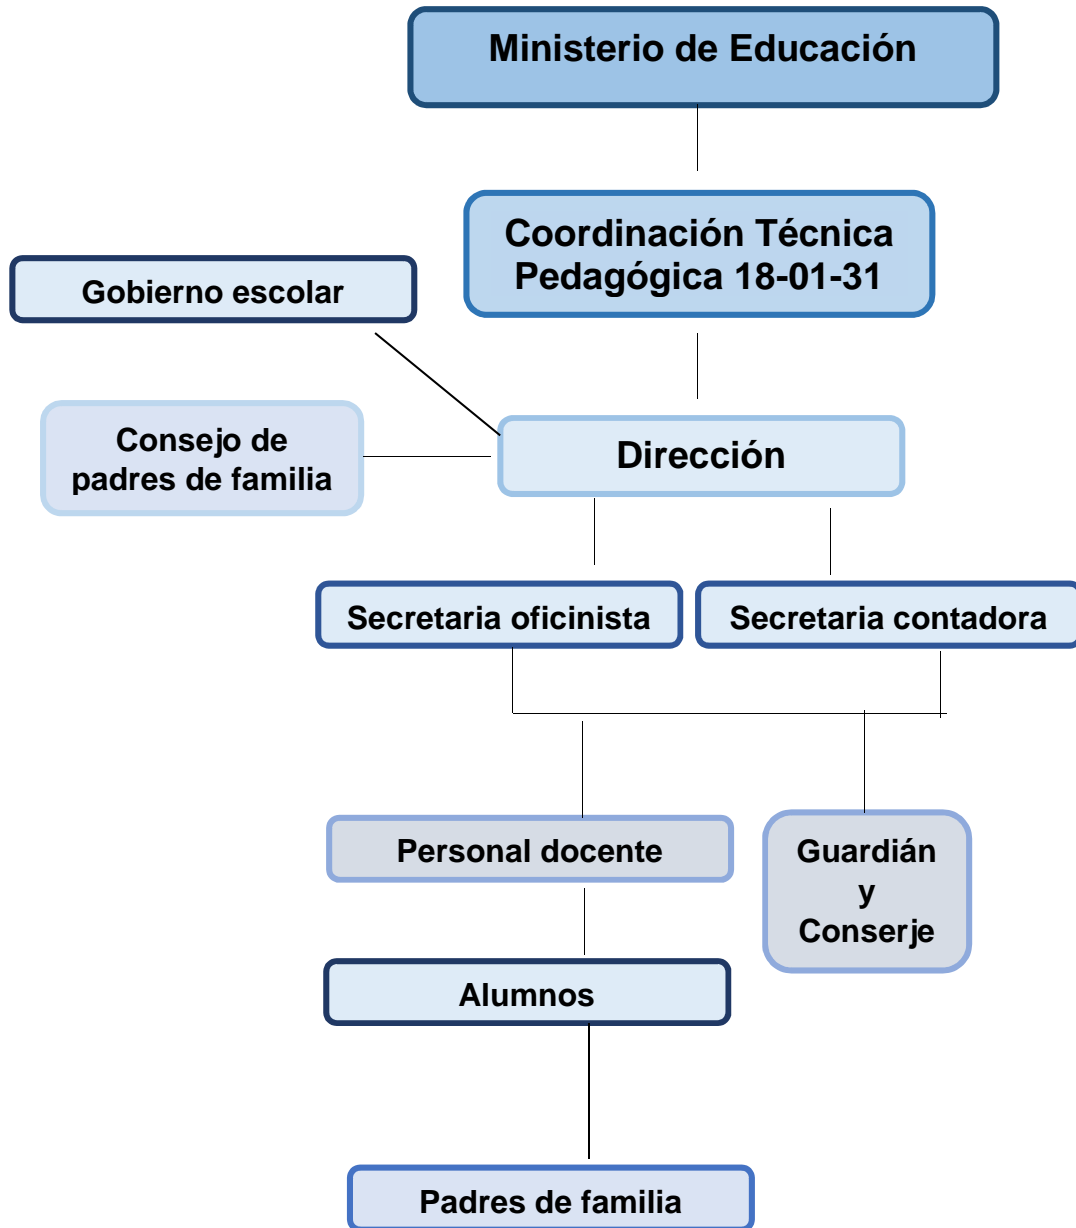 Ministerio de Educación
Coordinación Técnica
Pedagógica 18-01-31
Gobierno escolar
Consejo de
padres de familia
Dirección
Secretaria oficinista
Secretaria contadora
Personal docente
Guardián
y
Conserje
Alumnos
Padres de familia